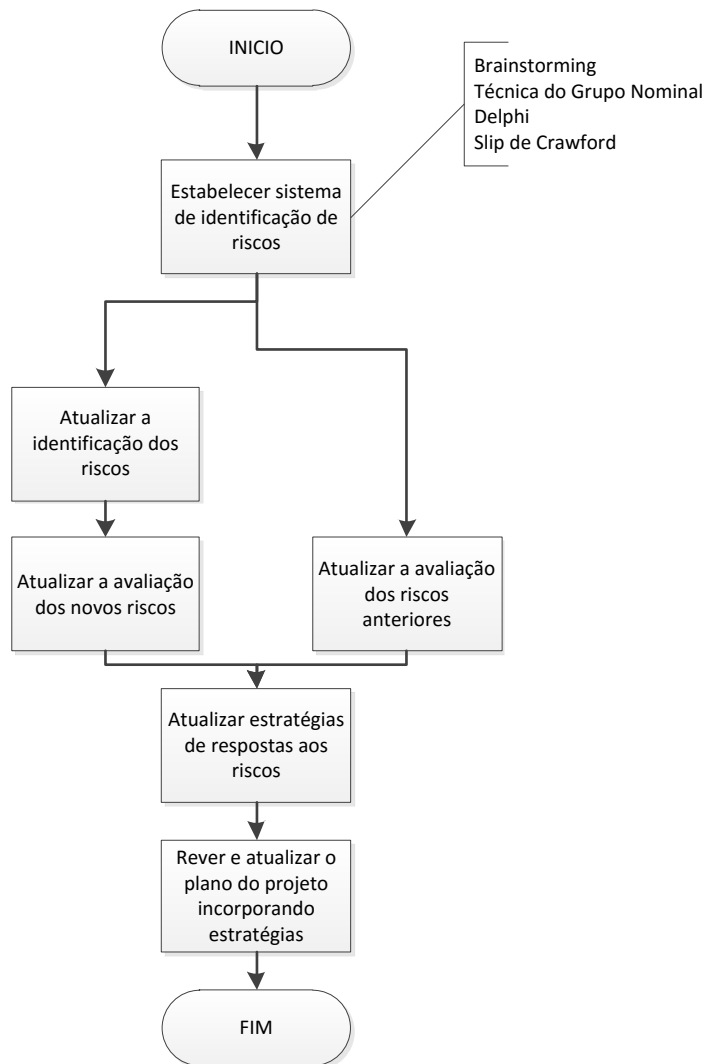 INICIO
Brainstorming
Técnica do Grupo Nominal
Delphi
Slip de Crawford
Estabelecer sistema
de identificação de
riscos
Atualizar a
identificação dos
riscos
Atualizar a avaliação
dos novos riscos
Atualizar a avaliação
dos riscos
anteriores
Atualizar estratégias
de respostas aos
riscos
Rever e atualizar o
plano do projeto
incorporando
estratégias
FIM